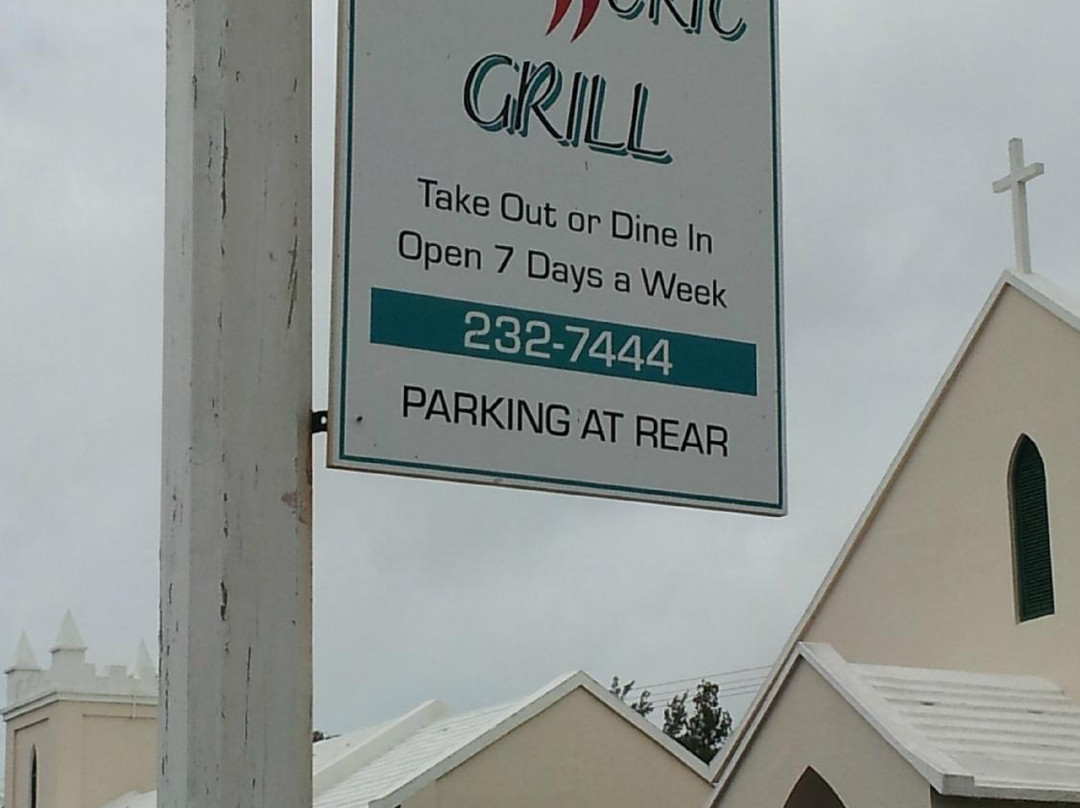 GRILL
Take Out or Dine In
Open 7 Days a Week
232-7444
PARKING AT REAR